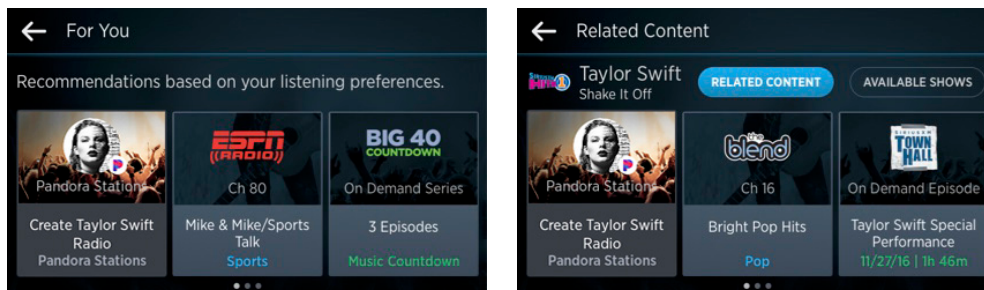 For You
Recommendations based on your listening preferences.
Pandora Stations
Create Taylor Swift
Radio
Pandora Stations
ESPN
((RADIO))
Ch 80
Mike & Mike/Sports
Talk
Sports
BIG 40
COUNTDOWN
On Demand Series
3 Episodes
Music Countdown
Related Content
Taylor Swift
Shake It Off
RELATED CONTENT
AVAILABLE SHOWS
Pandora Stations
Create Taylor Swift
Radio
Pandora Stations
the
blend
Ch 16
Bright Pop Hits
Pop
SIRIUSXM
TOWN
HALL
On Demand Episode
Taylor Swift Special
Performance
11/27/16 | 1h 46m